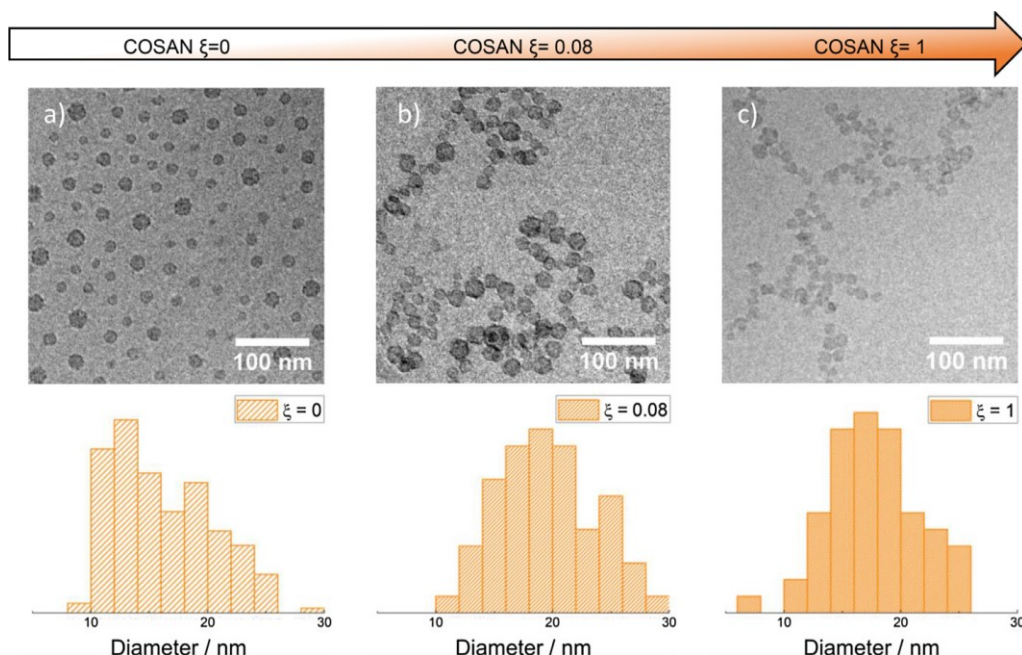 COSAN ξ=0 COSAN ξ= 0.08 COSAN ξ= 1
a) b) c)
100 nm 100 nm 100 nm
ξ = 0 ξ = 0.08 ξ = 1
10 20 30 10 20 30 10 20 30
Diameter / nm Diameter / nm Diameter / nm